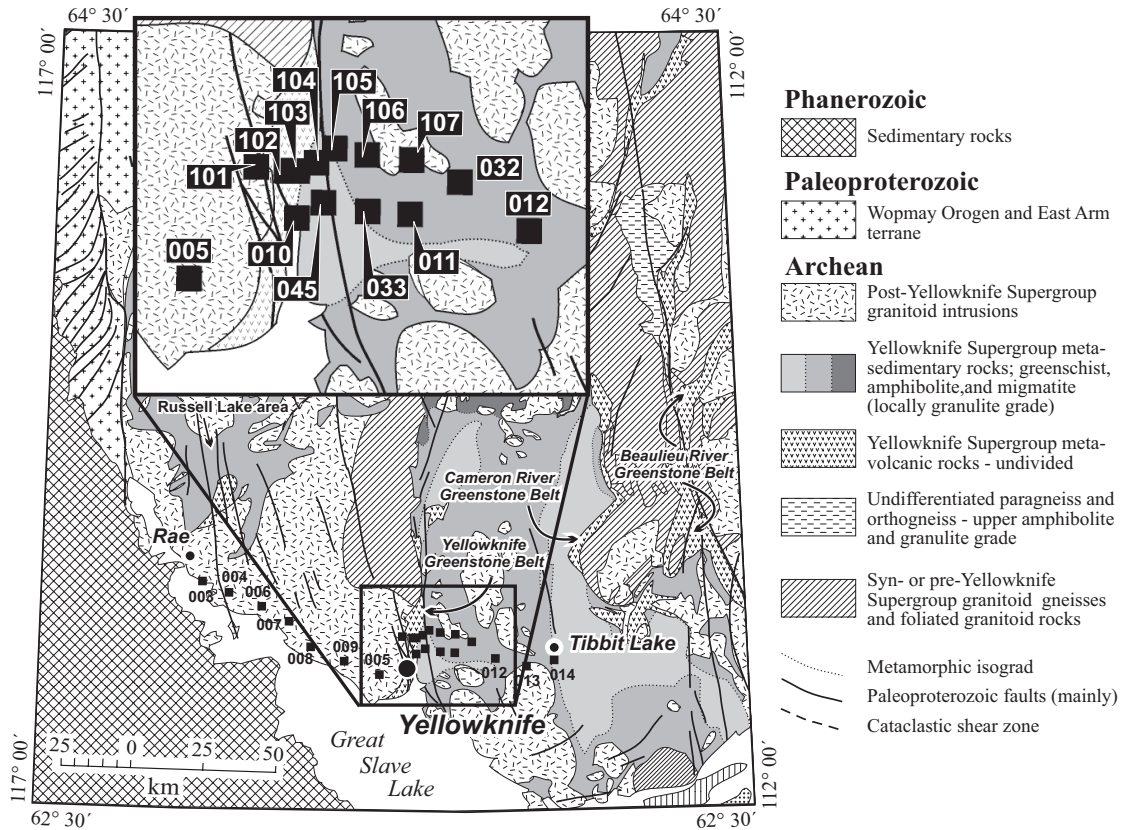 64° 30´
64° 30´
117° 00´
112° 00´
104
105
103
106
102
107
101
032
012
005
010
011
045
033
Russell Lake area
Beaulieu River
Greenstone Belt
Cameron River
Greenstone Belt
Yellowknife
Greenstone Belt
Rae
003
004
006
007
008
009
005
012
013
014
Tibbit Lake
Yellowknife
Great
Slave
Lake
25 0 25 50
km
117° 00´
112° 00´
62° 30´
62° 30´
Phanerozoic
Sedimentary rocks
Paleoproterozoic
Wopmay Orogen and East Arm
terrane
Archean
Post-Yellowknife Supergroup
granitoid intrusions
Yellowknife Supergroup meta-
sedimentary rocks; greenschist,
amphibolite,and migmatite
(locally granulite grade)
Yellowknife Supergroup meta-
volcanic rocks - undivided
Undifferentiated paragneiss and
orthogneiss - upper amphibolite
and granulite grade
Syn- or pre-Yellowknife
Supergroup granitoid gneisses
and foliated granitoid rocks
Metamorphic isograd
Paleoproterozoic faults (mainly)
Cataclastic shear zone